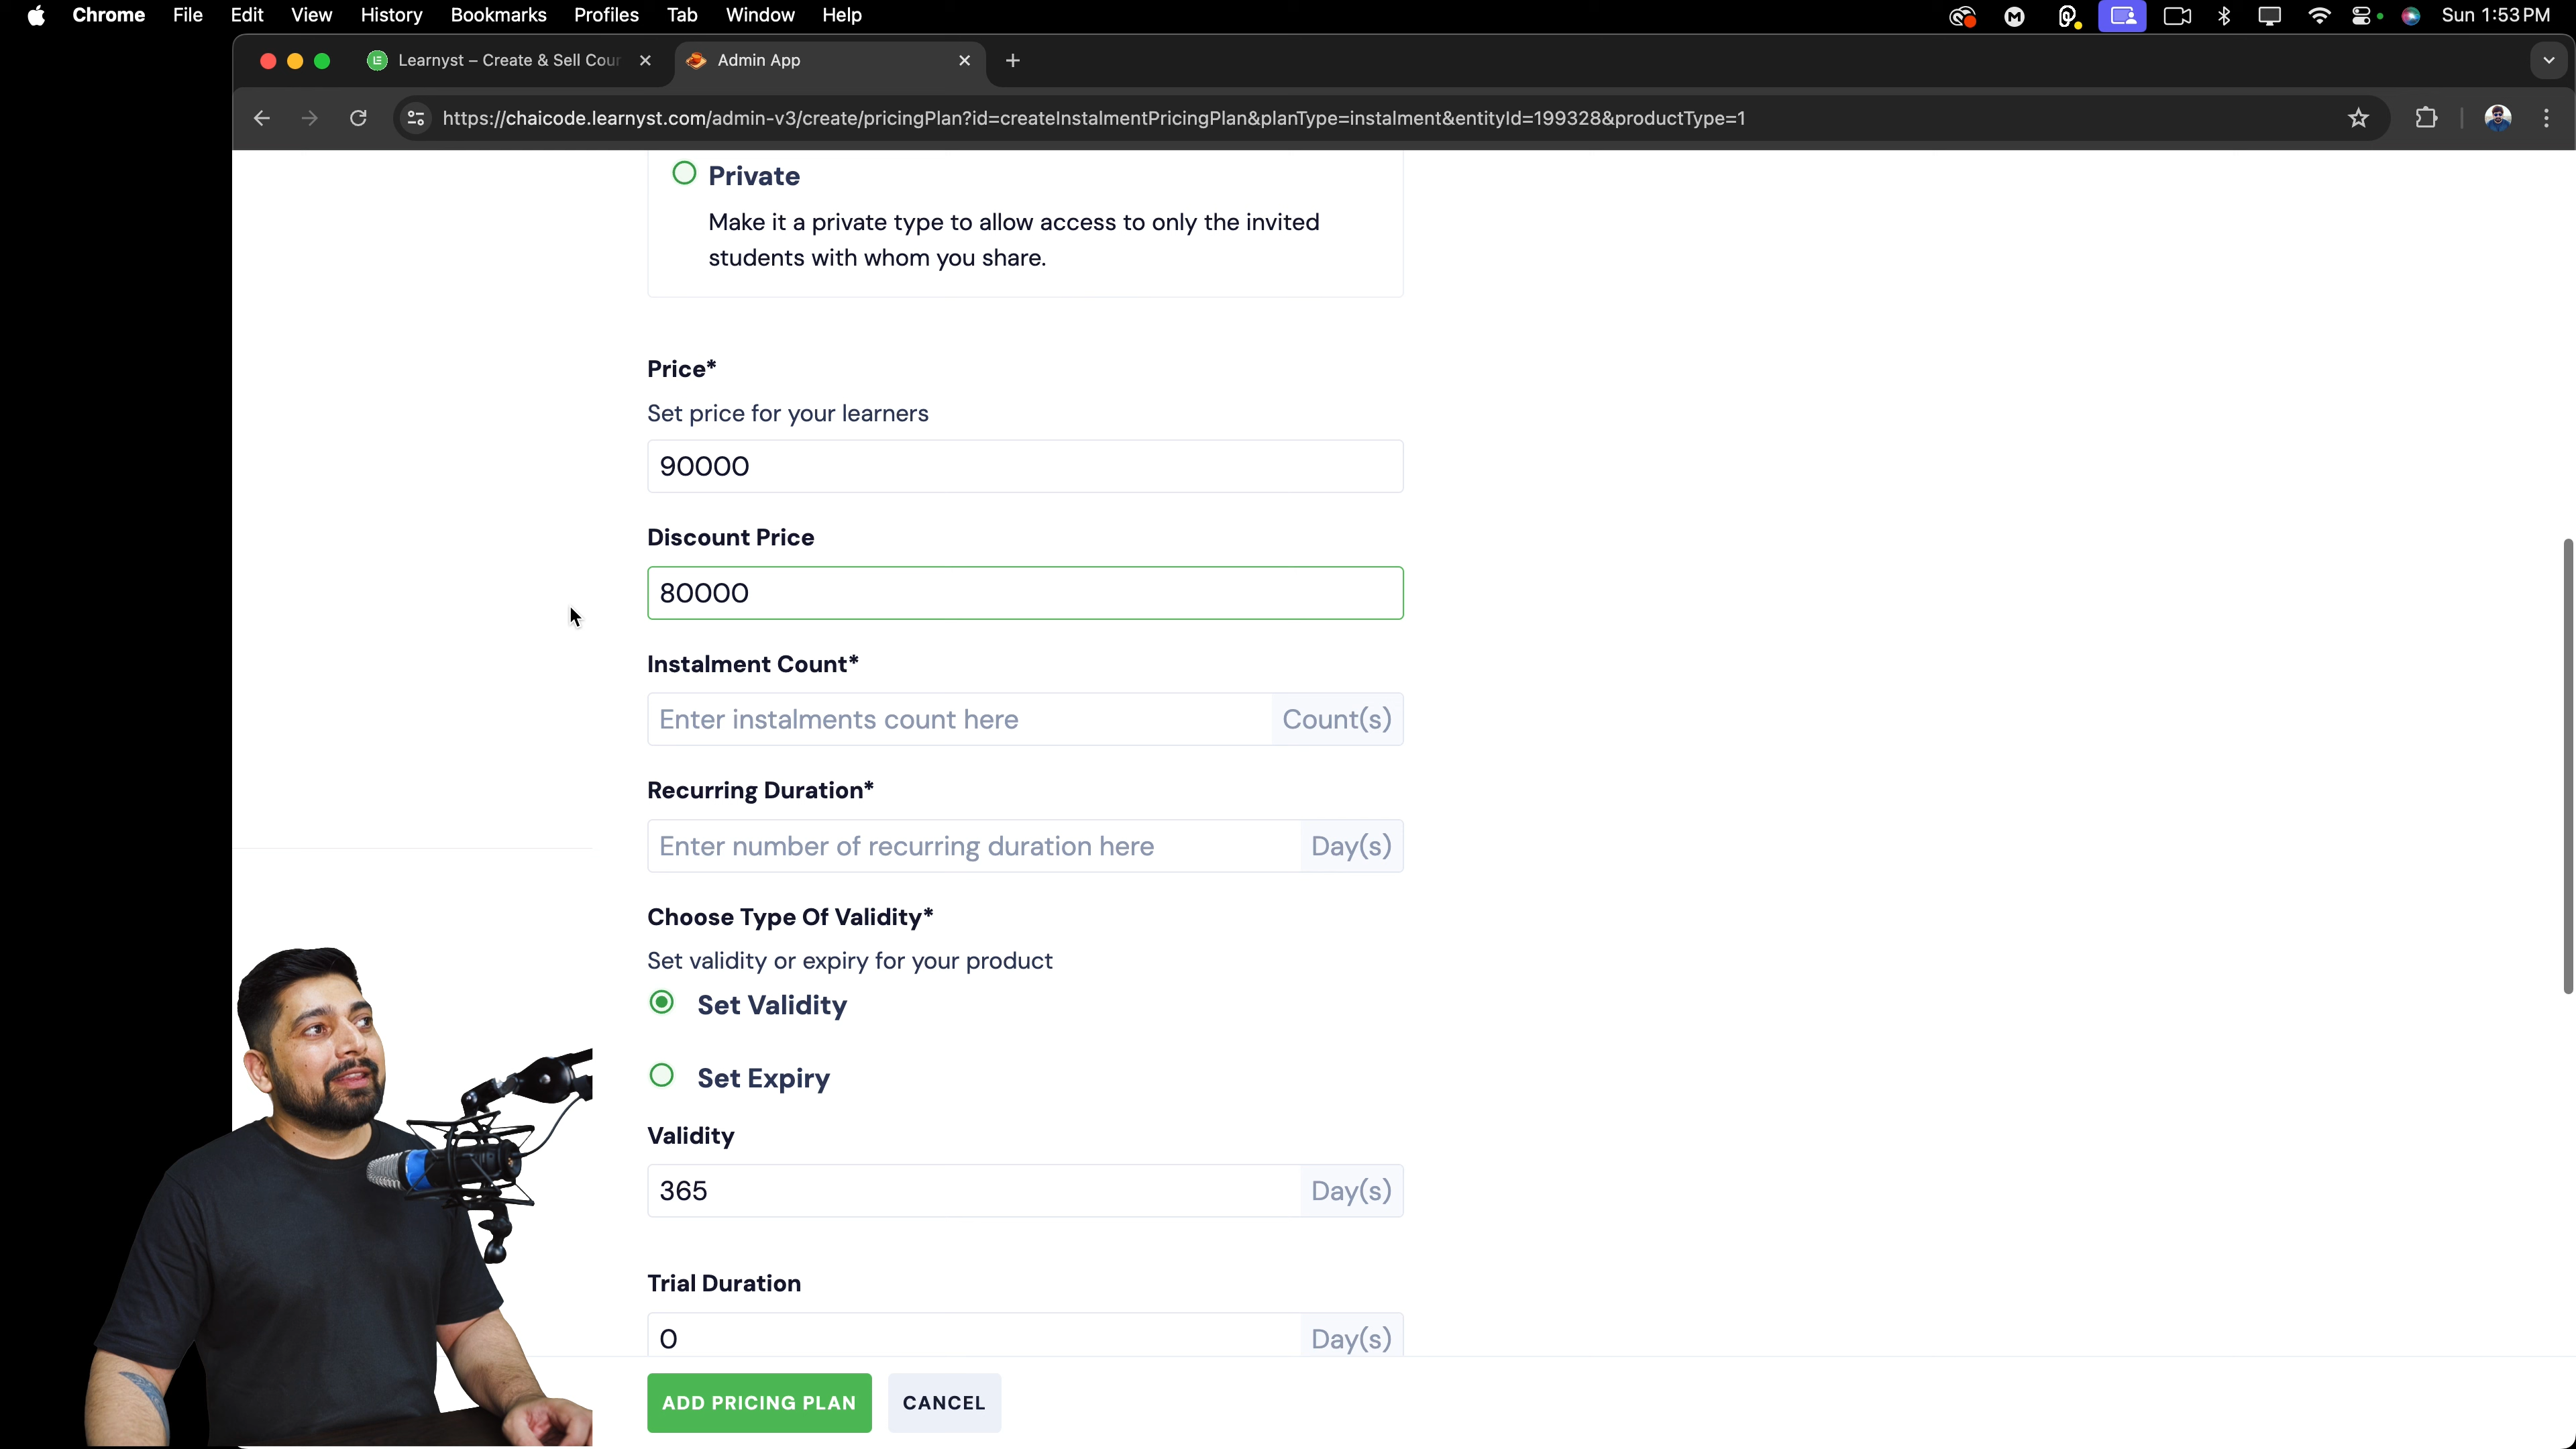 Chrome File Edit View History Bookmarks Profiles Tab Window Help Sun 1:53 PM
Learnyst – Create & Sell Cour Admin App
https://chaicode.learnyst.com/admin-v3/create/pricingPlan?id=createInstalmentPricingPlan&planType=instalment&entityId=199328&productType=1
Private
Make it a private type to allow access to only the invited
students with whom you share.
Price*
Set price for your learners
90000
Discount Price
80000
Instalment Count*
Enter instalments count here Count(s)
Recurring Duration*
Enter number of recurring duration here Day(s)
Choose Type Of Validity*
Set validity or expiry for your product
Set Validity
Set Expiry
Validity
365 Day(s)
Trial Duration
0 Day(s)
ADD PRICING PLAN CANCEL